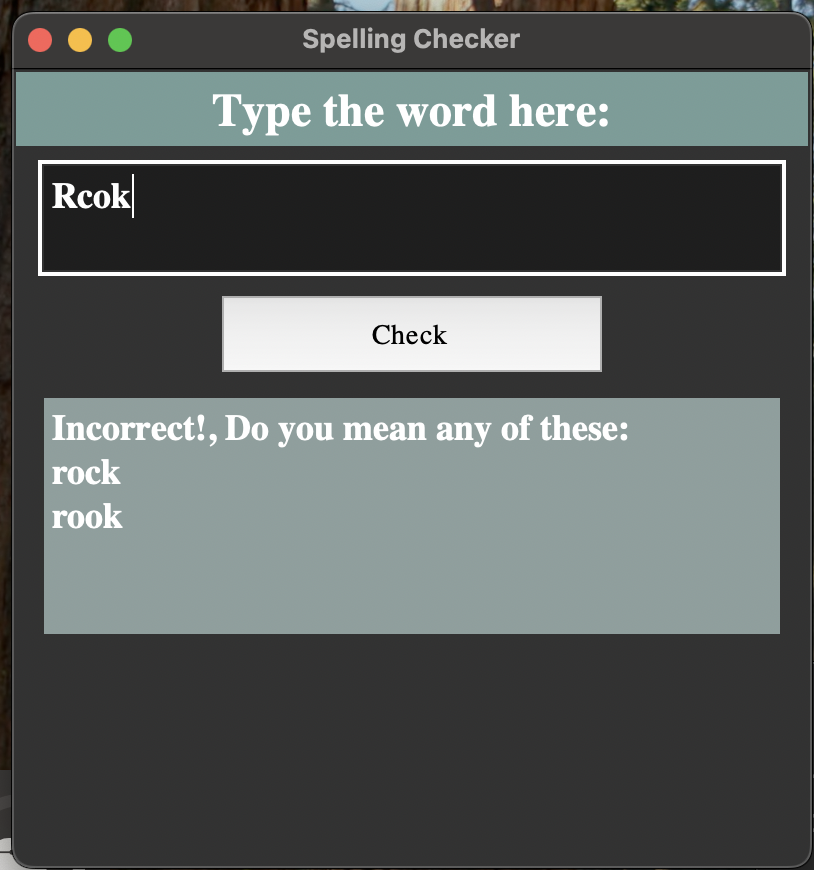 Spelling Checker
Type the word here:
Rcok
Check
Incorrect!, Do you mean any of these:
rock
rook